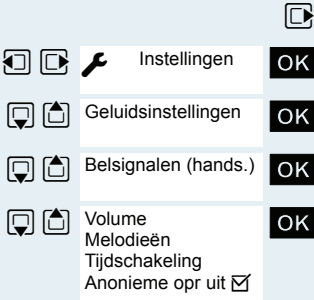 Instellingen OK
Geluidsinstellingen OK
Belsignalen (hands.) OK
Volume OK
Melodieën
Tijdschakeling
Anonieme opr uit